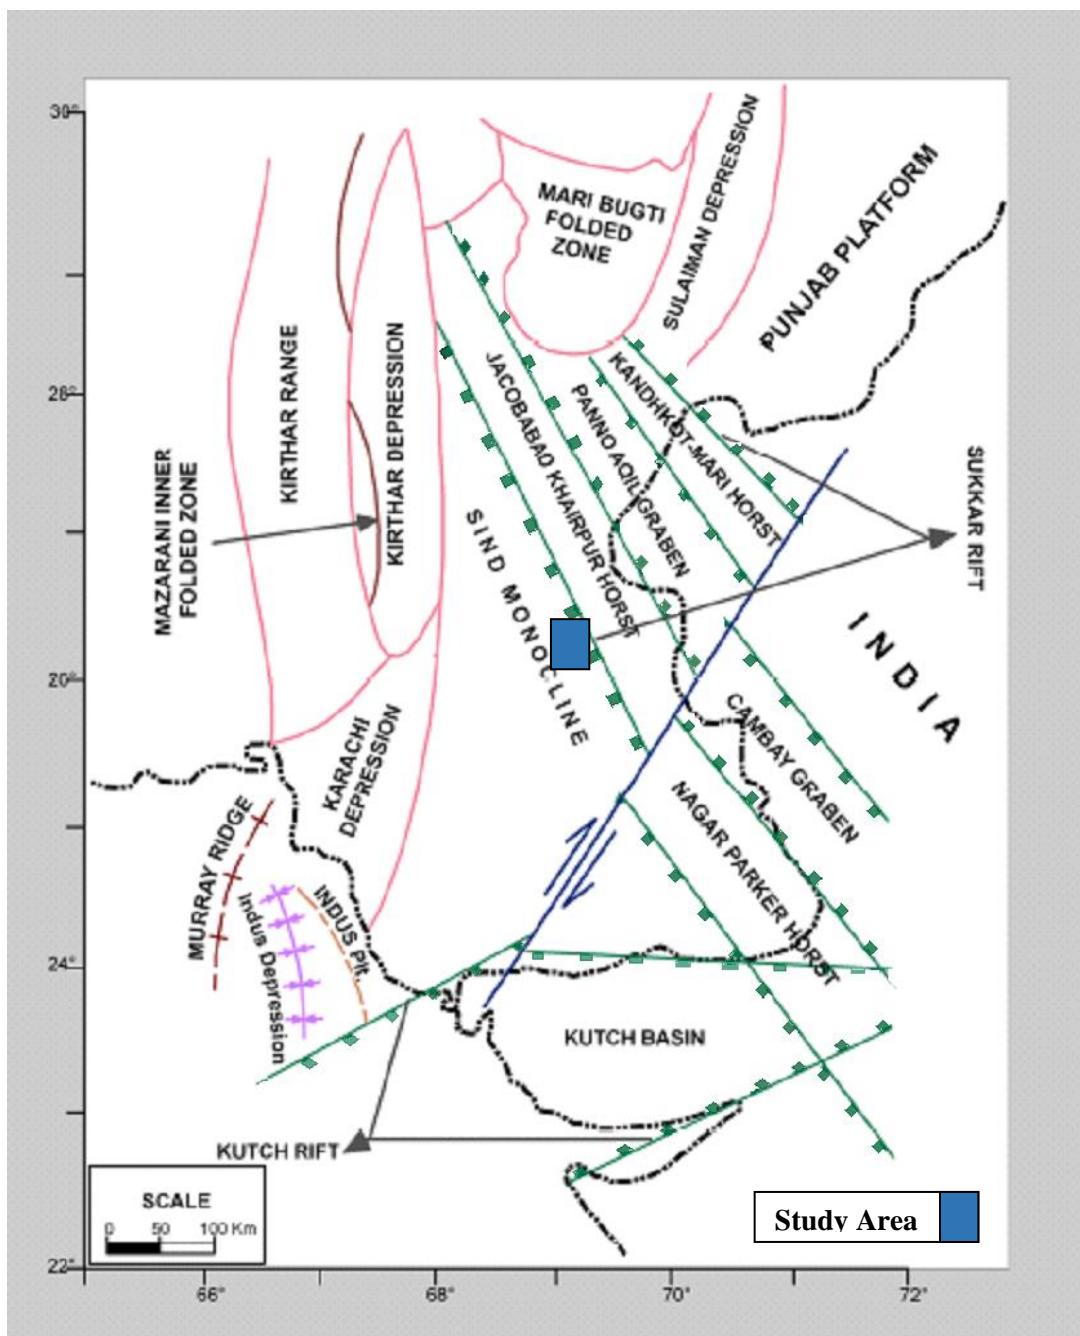 30°
MARI BUGTI
FOLDED
ZONE
SULAIMAN DEPRESSION
PUNJAB PLATFORM
KIRTHAR RANGE
KIRTHAR DEPRESSION
JACOBABAO KHAIRPUR HORST
PANNO AQIL GRABEN
KANDHKOT-MARI HORST
28°
MAZARANI INNER
FOLDED ZONE
SIND MONOCLINE
SUKKAR RIFT
INDIA
20°
KARACHI
DEPRESSION
CAMBAY GRABEN
NAGAR PARKER HORST
MURRAY RIDGE
Indus Depression
INDUS Plt.
24°
KUTCH BASIN
KUTCH RIFT
SCALE
0 50 100 Km
Study Area
22°
66° 68° 70° 72°